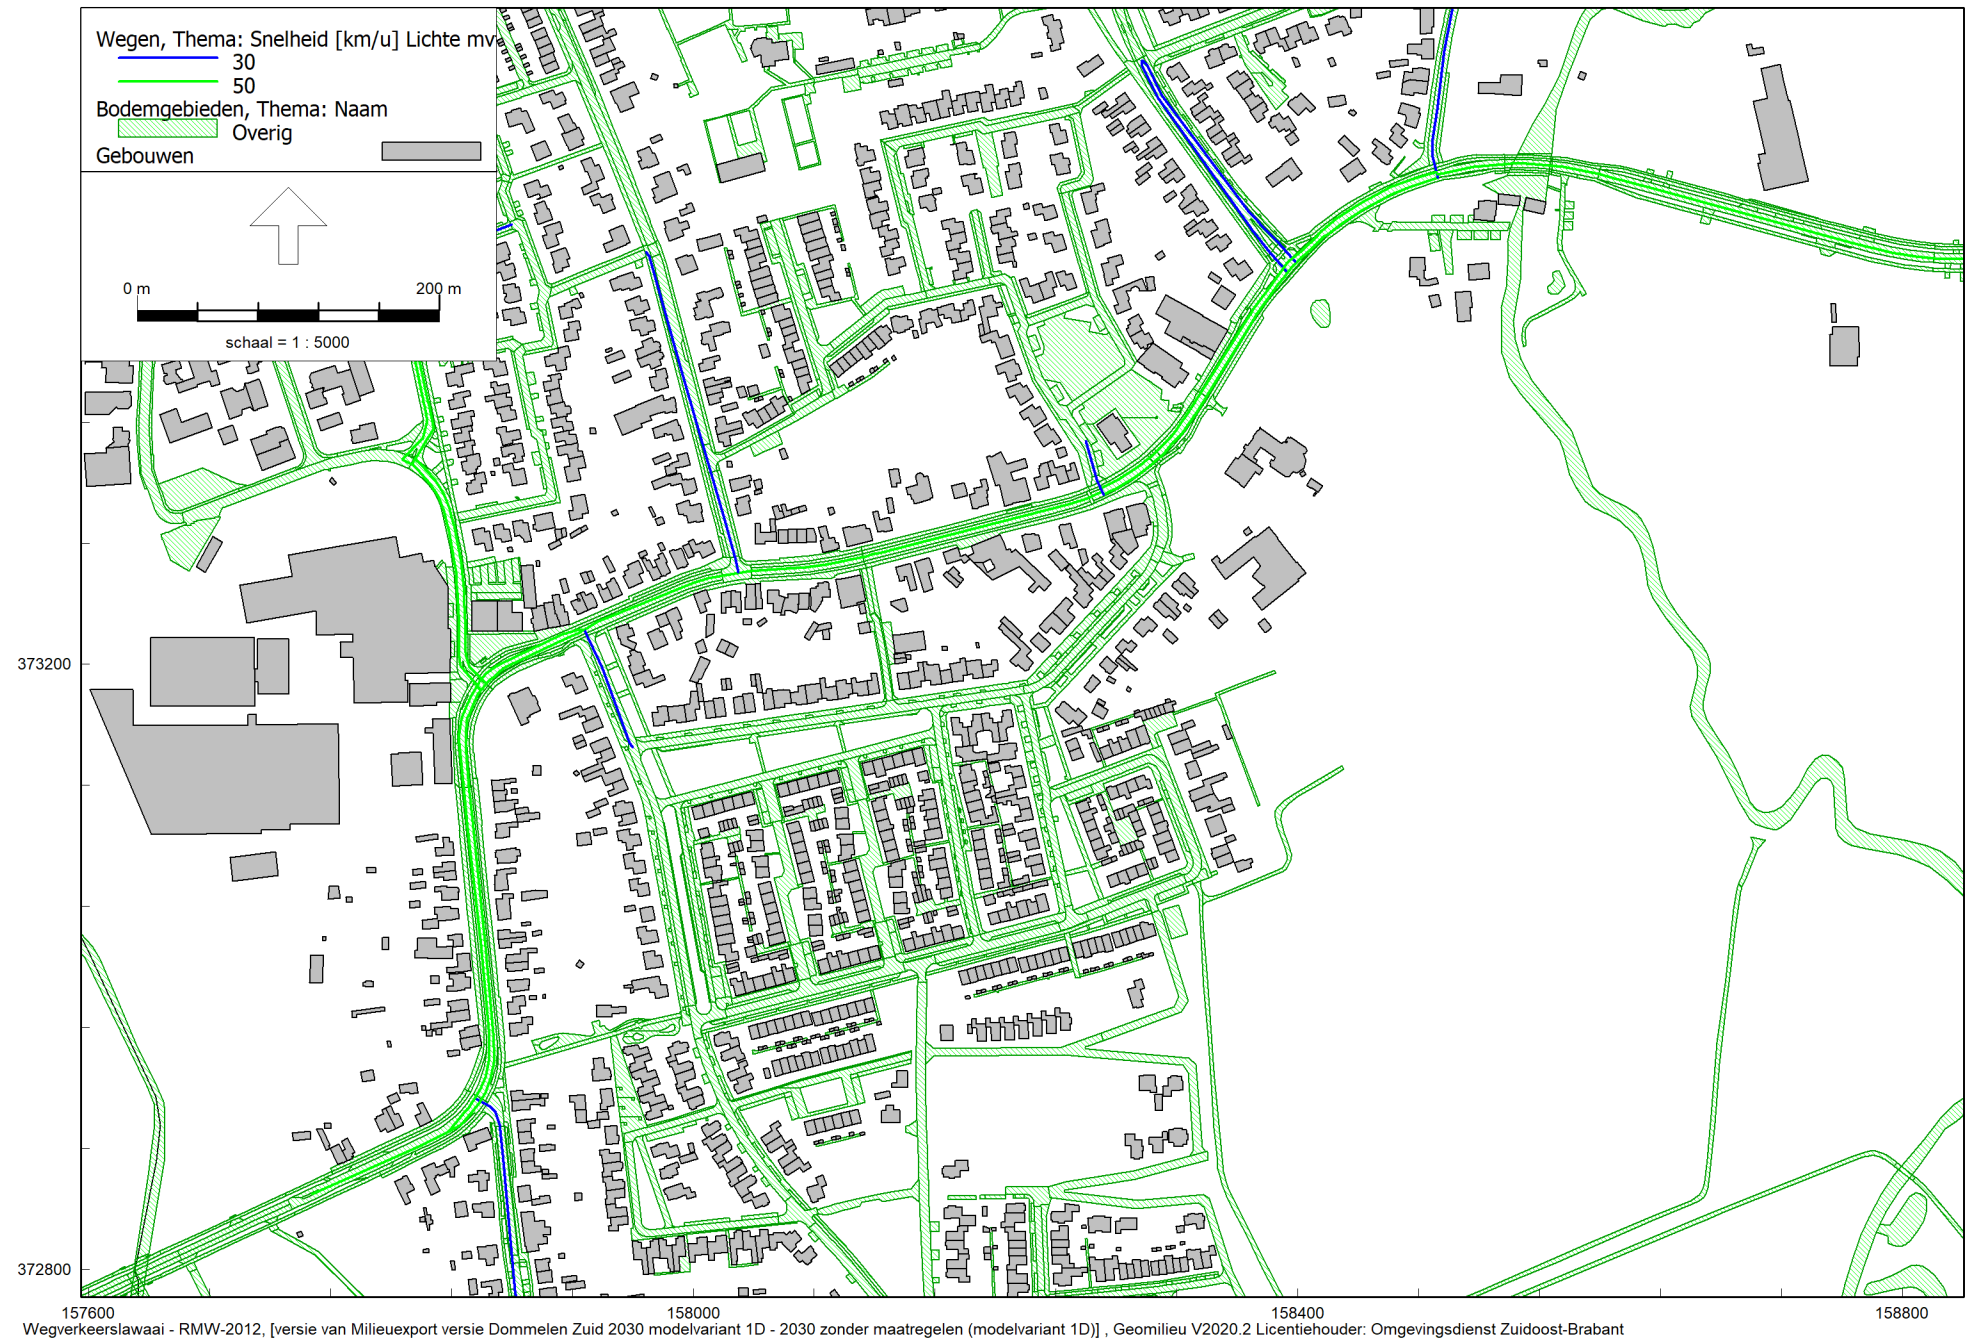 Wegen, Thema: Snelheid [km/u] Lichte mv
30
50
Bodemgebieden, Thema: Naam
Overig
Gebouwen
0 m 200 m
schaal = 1 : 5000
373200
372800
157600 158000 158400 158800
Wegverkeerslawaai - RMW-2012, [versie van Milieuexport versie Dommelen Zuid 2030 modelvariant 1D - 2030 zonder maatregelen (modelvariant 1D)] , Geomilieu V2020.2 Licentiehouder: Omgevingsdienst Zuidoost-Brabant